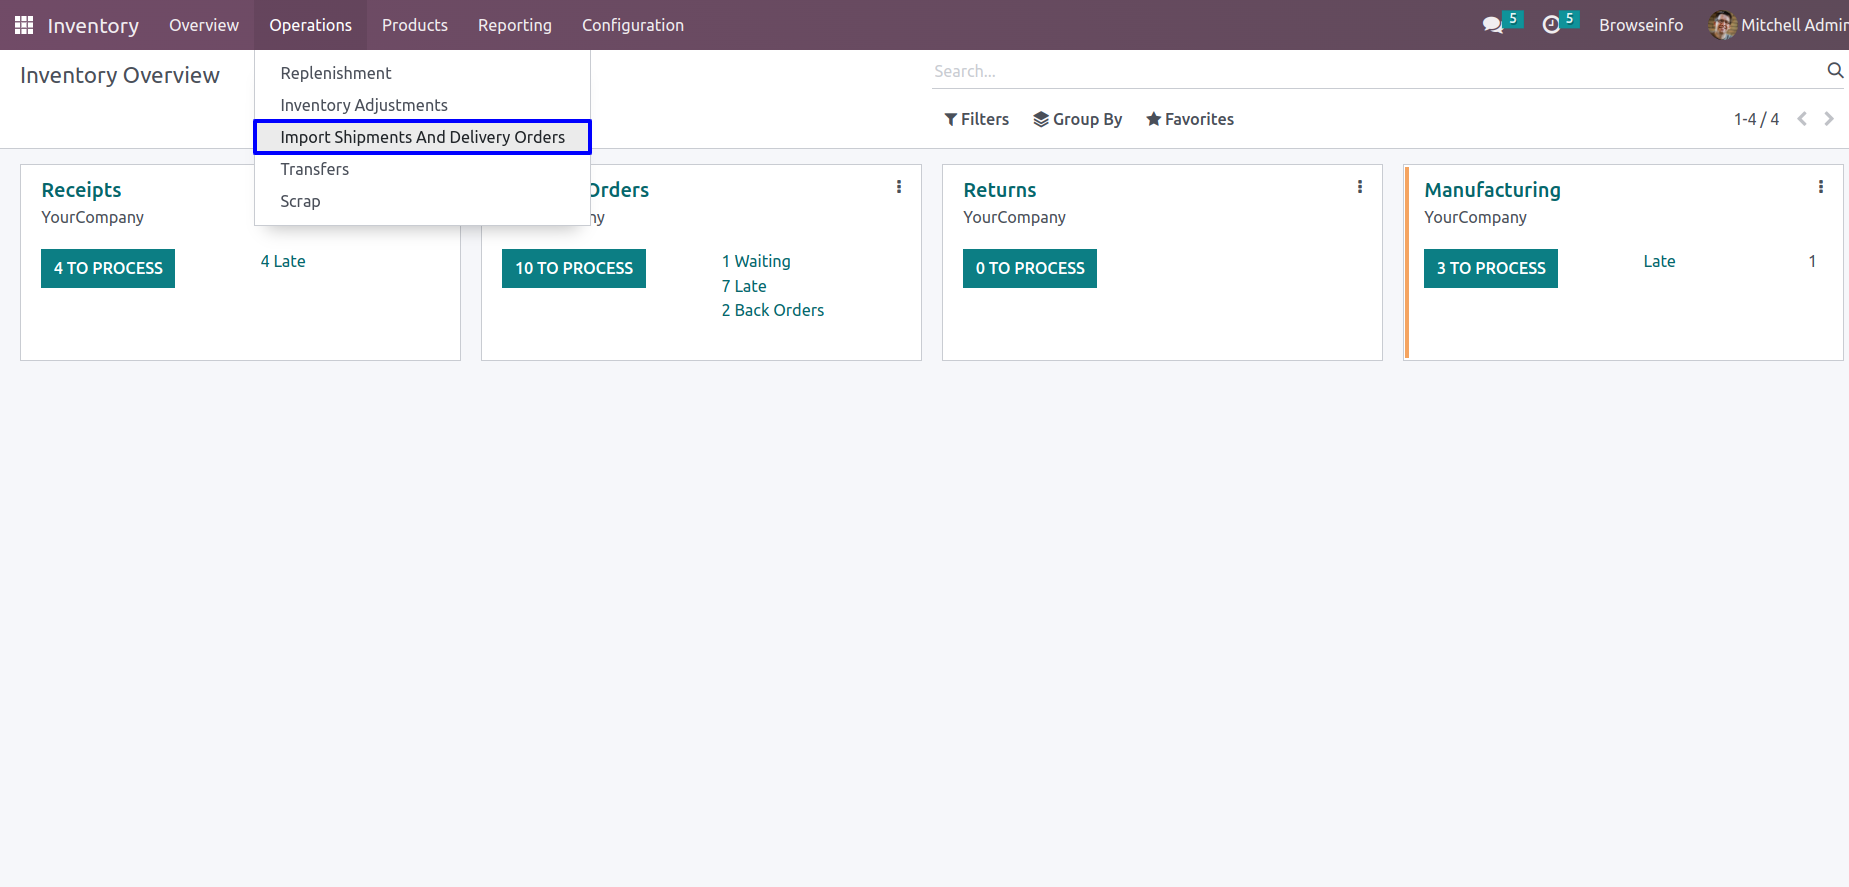 Inventory Overview Operations Products Reporting Configuration 5 5 Browseinfo Mitchell Admin
Inventory Overview
Search...
Filters Group By Favorites 1-4 / 4
Replenishment
Inventory Adjustments
Import Shipments And Delivery Orders
Transfers
Scrap
Receipts
YourCompany
4 TO PROCESS
4 Late
Orders
10 TO PROCESS
1 Waiting
7 Late
2 Back Orders
Returns
YourCompany
0 TO PROCESS
Manufacturing
YourCompany
3 TO PROCESS
Late 1